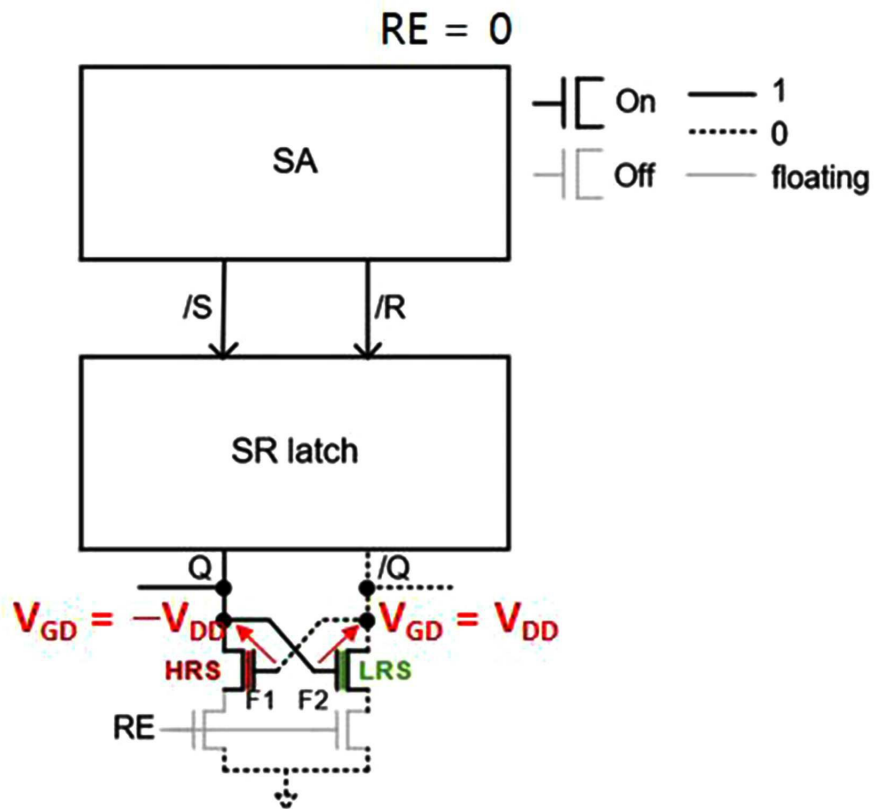 RE = 0
SA
On
1
0
Off
floating
/S
/R
SR latch
Q
/Q
VGD = −VDD
VGD = VDD
HRS
LRS
F1
F2
RE